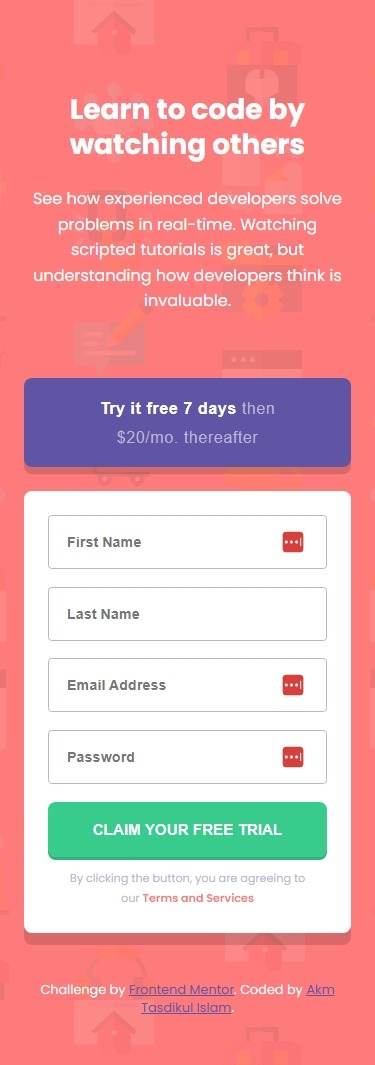 Learn to code by
watching others
See how experienced developers solve
problems in real-time. Watching
scripted tutorials is great, but
understanding how developers think is
invaluable.
Try it free 7 days then
$20/mo. thereafter
First Name
Last Name
Email Address
Password
CLAIM YOUR FREE TRIAL
By clicking the button, you are agreeing to
our Terms and Services
Challenge by Frontend Mentor. Coded by Akm
Tasdikul Islam.